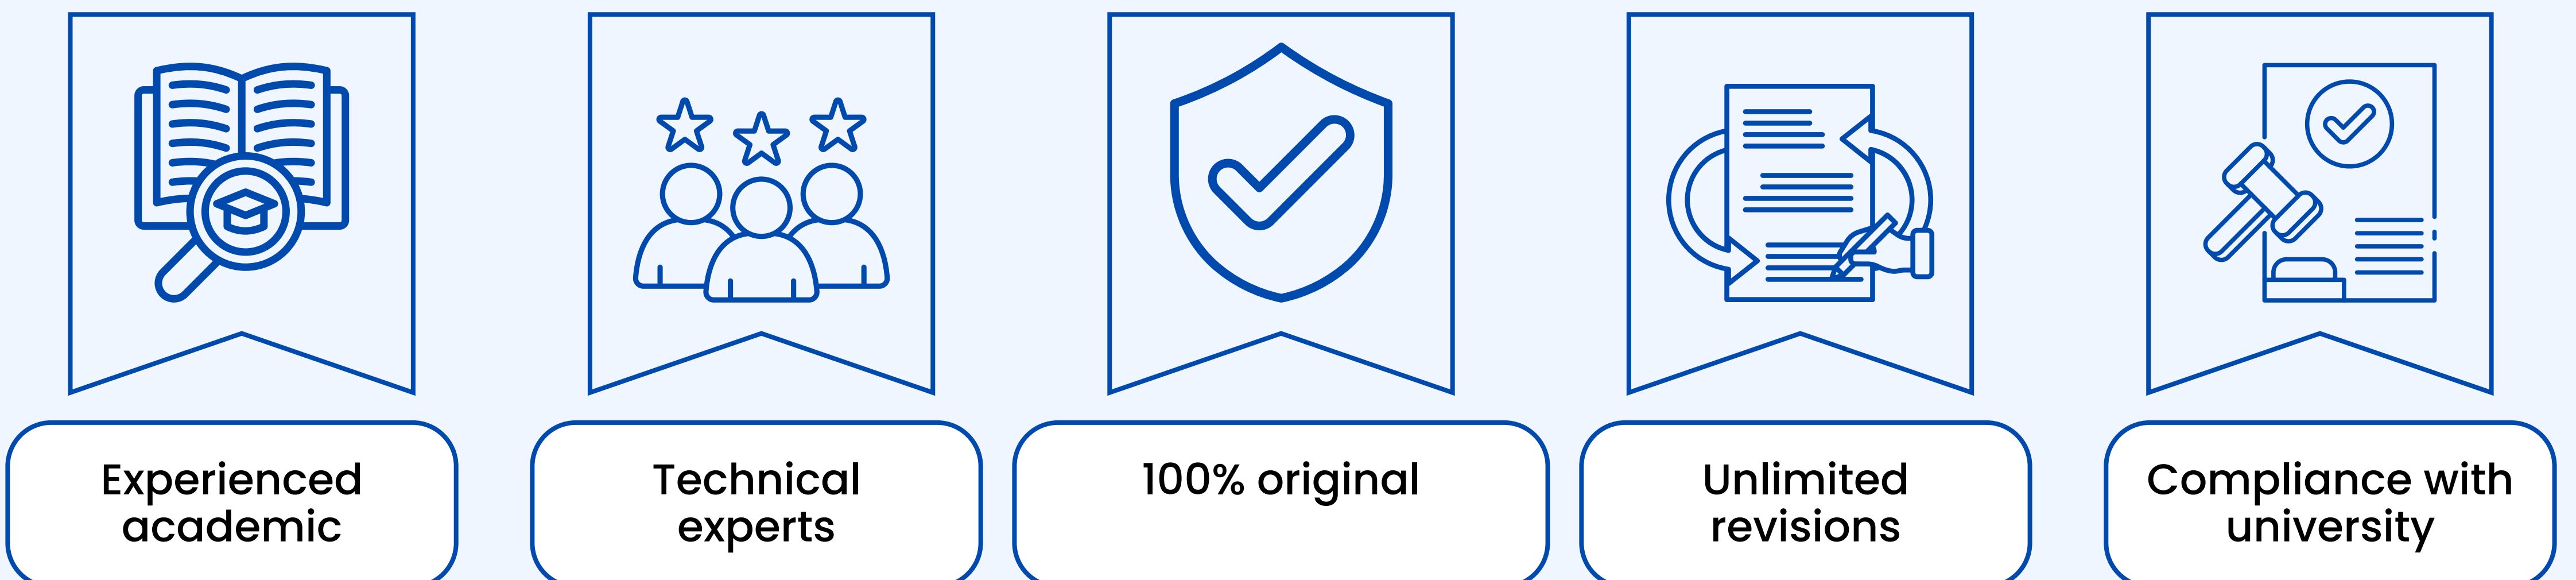 Experienced
academic
Technical
experts
100% original
Unlimited
revisions
Compliance with
university